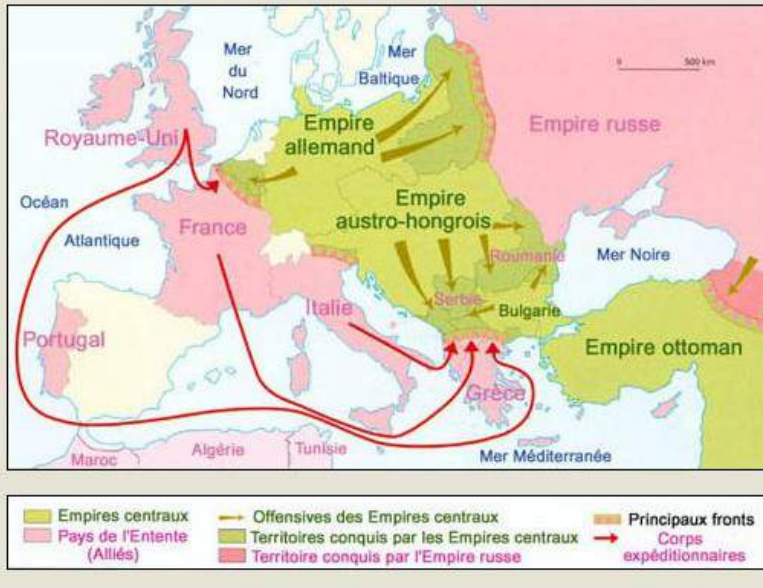 Mer
du
Nord
Mer
Baltique
0 500 km
Royaume-Uni
Empire
allemand
Empire russe
Océan
Atlantique
France
Empire
austro-hongrois
Roumanie
Mer Noire
Serbie
Bulgarie
Italie
Portugal
Empire ottoman
Grèce
Maroc
Algérie
Tunisie
Mer Méditerranée
Empires centraux
Pays de l'Entente
(Alliés)
Offensives des Empires centraux
Territoires conquis par les Empires centraux
Territoire conquis par l'Empire russe
Principaux fronts
Corps
expéditionnaires